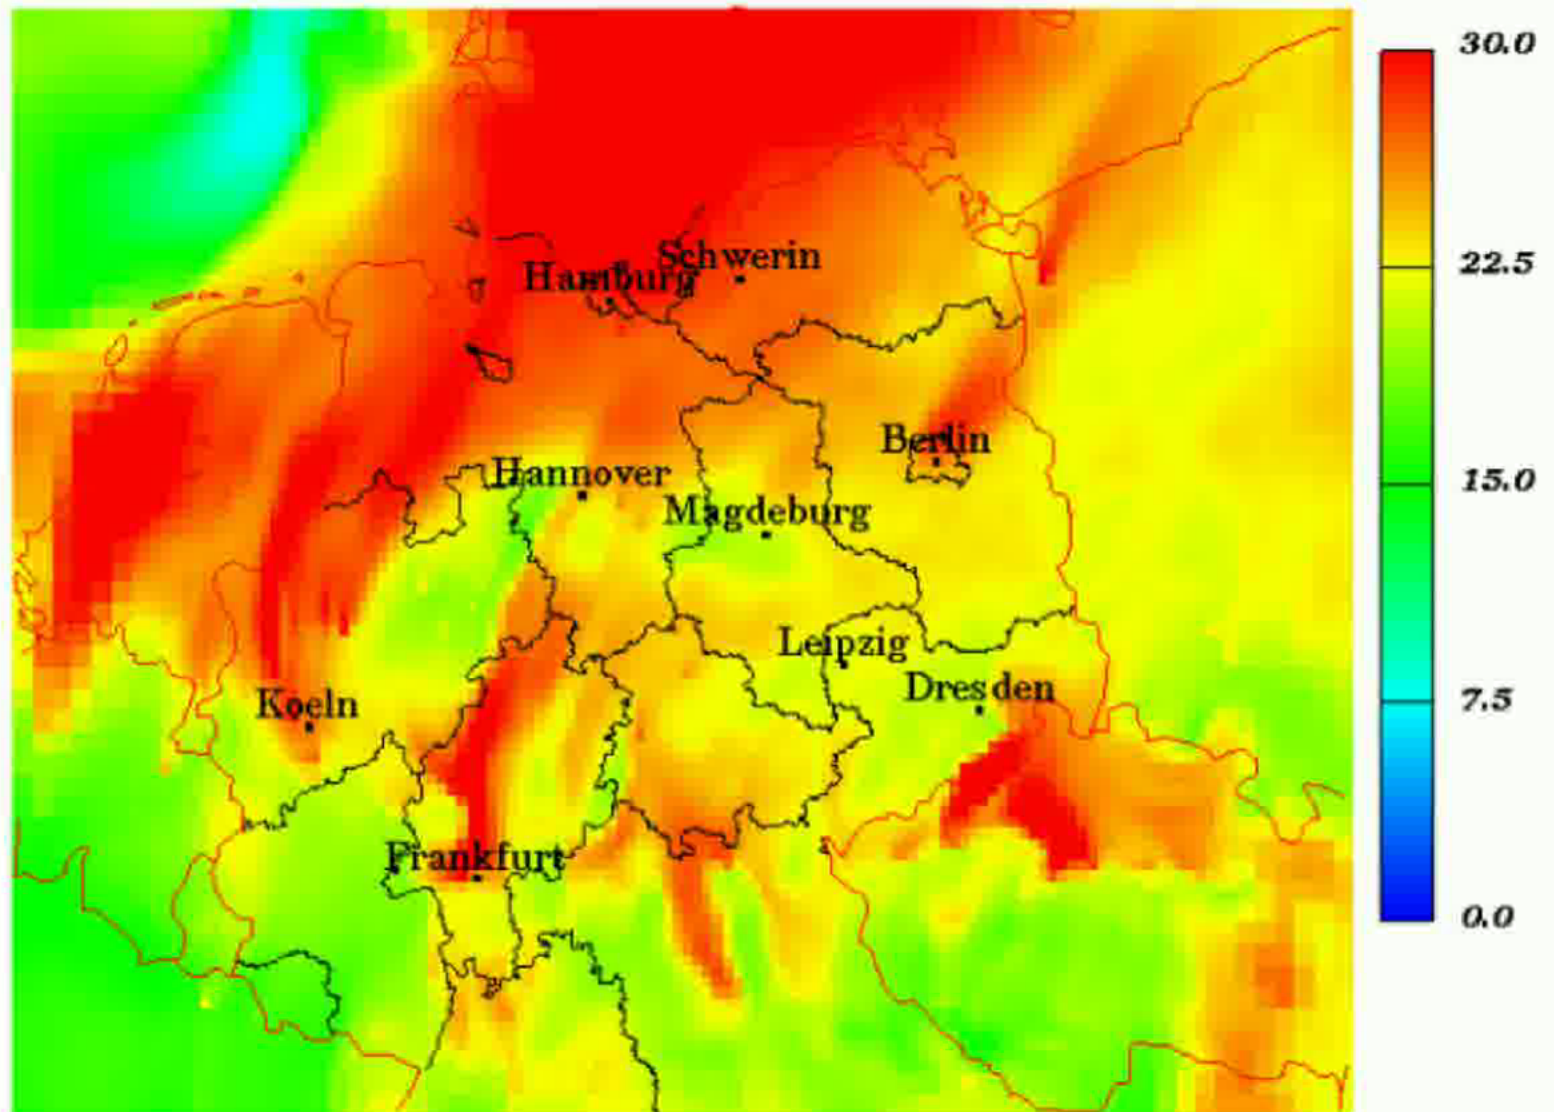 30.0
Schwerin
Hamburg
22.5
Berlin
Hannover
15.0
Magdeburg
Leipzig
Dresden
7.5
Koeln
Frankfurt
0.0